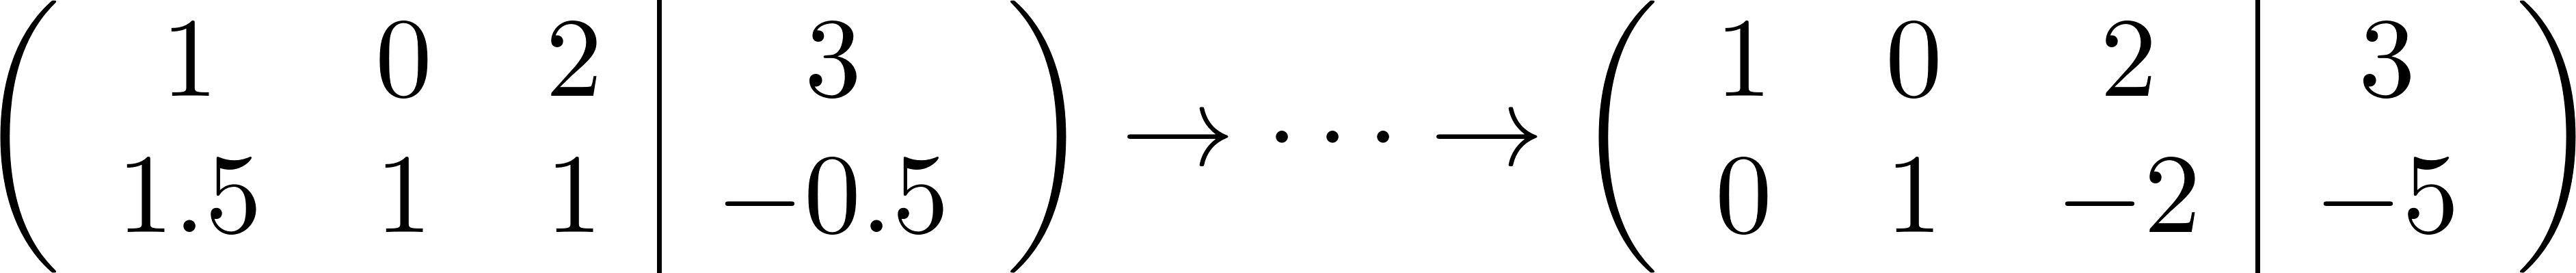 ( 1 0 2 | 3 ) → ⋯ → ( 1 0 2 | 3 )
( 1.5 1 1 | −0.5 ) ( 0 1 −2 | −5 )